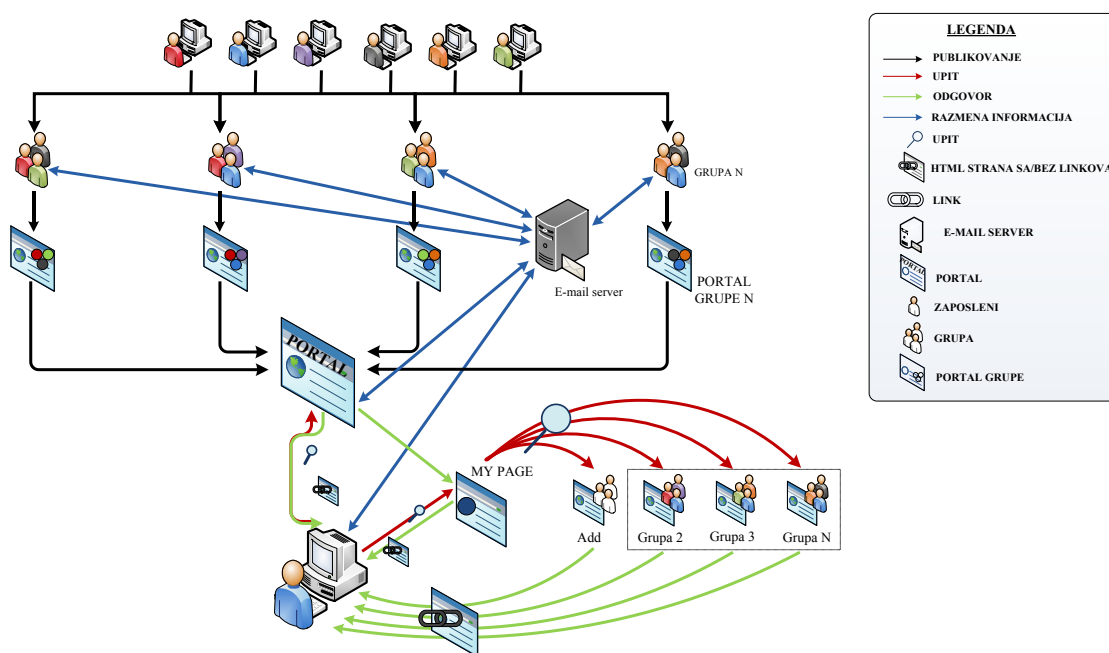 LEGENDA
PUBLIKOVANJE
UPIT
ODGOVOR
RAZMENA INFORMACIJA
UPIT
HTML STRANA SA/BEZ LINKOVA
LINK
E-MAIL SERVER
PORTAL
PORTAL
ZAPOSLENI
GRUPA
PORTAL GRUPE
GRUPA N
E-mail server
PORTAL
GRUPE N
PORTAL
MY PAGE
Add
Grupa 2
Grupa 3
Grupa N